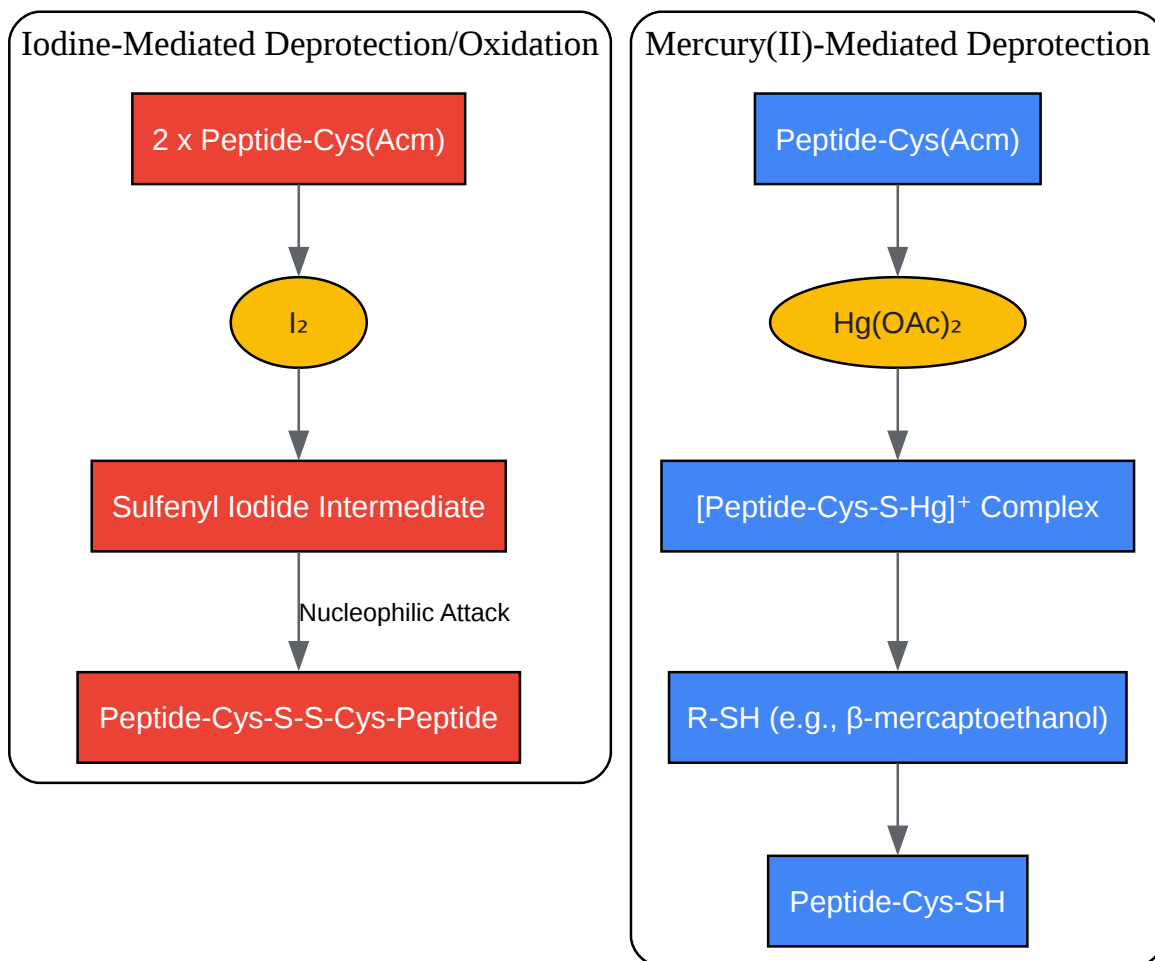 Iodine-Mediated Deprotection/Oxidation
2 x Peptide-Cys(Acm)
I₂
Sulfenyl Iodide Intermediate
Nucleophilic Attack
Peptide-Cys-S-S-Cys-Peptide
Mercury(II)-Mediated Deprotection
Peptide-Cys(Acm)
Hg(OAc)₂
[Peptide-Cys-S-Hg]⁺ Complex
R-SH (e.g., β-mercaptoethanol)
Peptide-Cys-SH